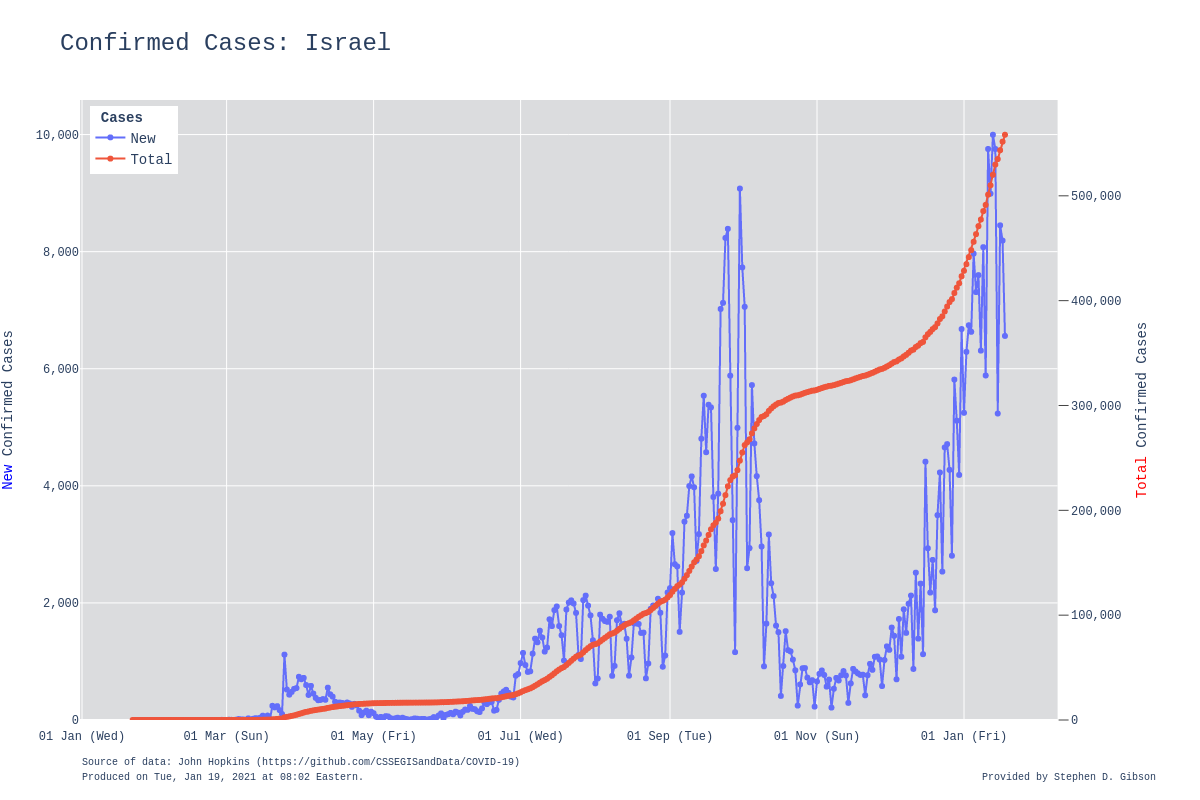 Confirmed Cases: Israel
Cases
New
Total
10,000
8,000
6,000
4,000
2,000
0
500,000
400,000
300,000
200,000
100,000
0
New Confirmed Cases
Total Confirmed Cases
01 Jan (Wed)
01 Mar (Sun)
01 May (Fri)
01 Jul (Wed)
01 Sep (Tue)
01 Nov (Sun)
01 Jan (Fri)
Source of data: John Hopkins (https://github.com/CSSEGISandData/COVID-19)
Produced on Tue, Jan 19, 2021 at 08:02 Eastern.
Provided by Stephen D. Gibson